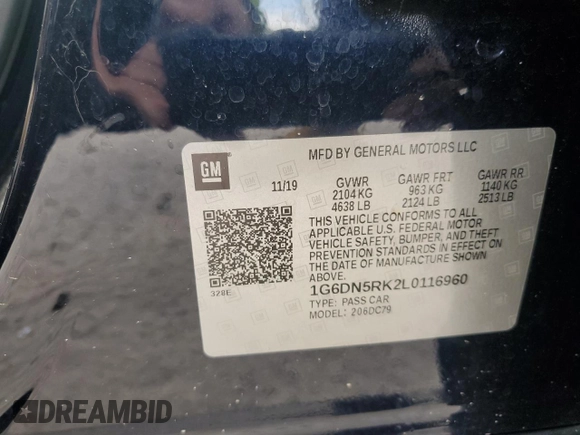 GM
MFD BY GENERAL MOTORS LLC
11/19
GVWR
2104 KG
4638 LB
GAWR FRT
963 KG
2124 LB
GAWR RR
1140 KG
2513 LB
THIS VEHICLE CONFORMS TO ALL
APPLICABLE U.S. FEDERAL MOTOR
VEHICLE SAFETY, BUMPER, AND THEFT
PREVENTION STANDARDS IN EFFECT ON
THE DATE OF MANUFACTURE SHOWN ABOVE.
328E
1G6DN5RK2L0116960
TYPE: PASS CAR
MODEL: 206DC79
DREAMBID